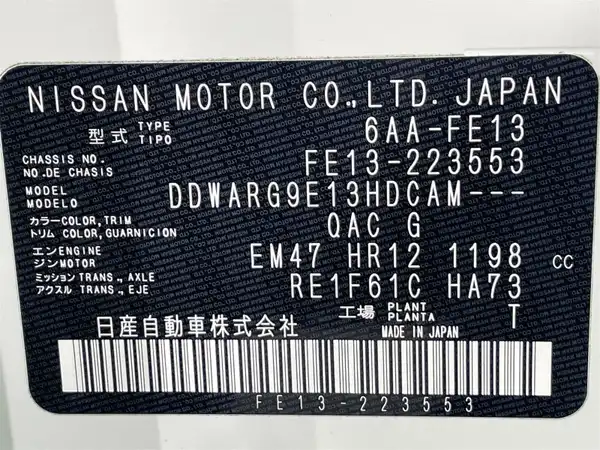 NISSAN MOTOR CO.,LTD. JAPAN
型式 TYPE TIPO 6AA-FE13
CHASSIS NO. NO.DE CHASIS FE13-223553
MODEL MODELO DDWARG9E13HDCAM---
カラー COLOR,TRIM トリム COLOR,GUARNICION QAC G
エンジン ENGINE MOTOR EM47 HR12 1198 CC
ミッション TRANS., AXLE アクスル TRANS., EJE RE1F61C HA73
工場 PLANT PLANTA T
日産自動車株式会社 MADE IN JAPAN
FE13-223553